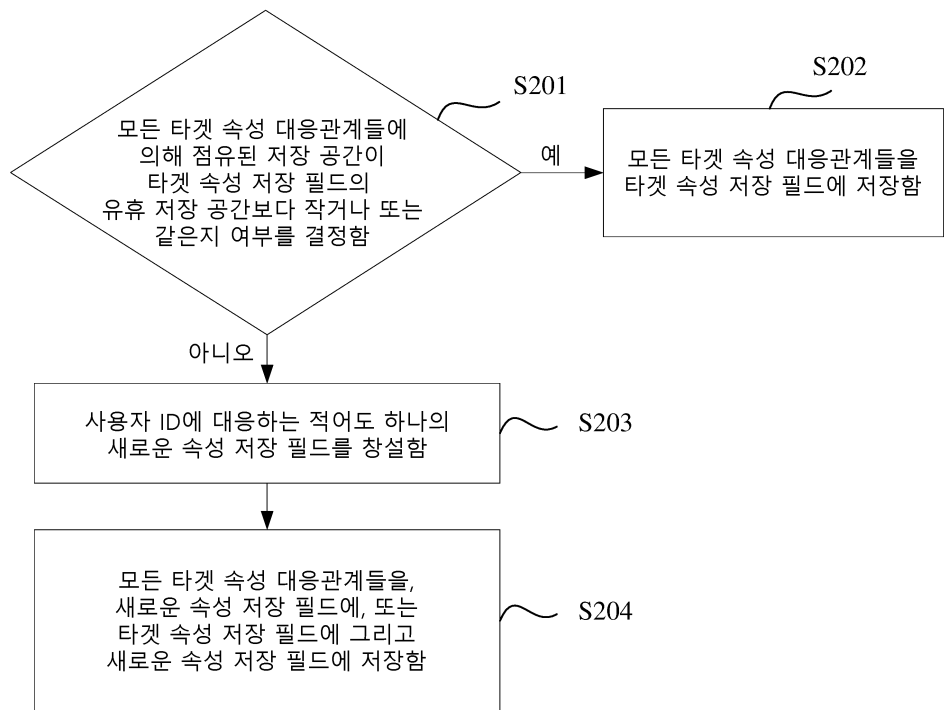 S201
모든 타겟 속성 대응관계들에
의해 점유된 저장 공간이
타겟 속성 저장 필드의
유휴 저장 공간보다 작거나 또는
같은지 여부를 결정함
예
S202
모든 타겟 속성 대응관계들을
타겟 속성 저장 필드에 저장함
아니오
사용자 ID에 대응하는 적어도 하나의
새로운 속성 저장 필드를 창설함
S203
모든 타겟 속성 대응관계들을,
새로운 속성 저장 필드에, 또는
타겟 속성 저장 필드에 그리고
새로운 속성 저장 필드에 저장함
S204